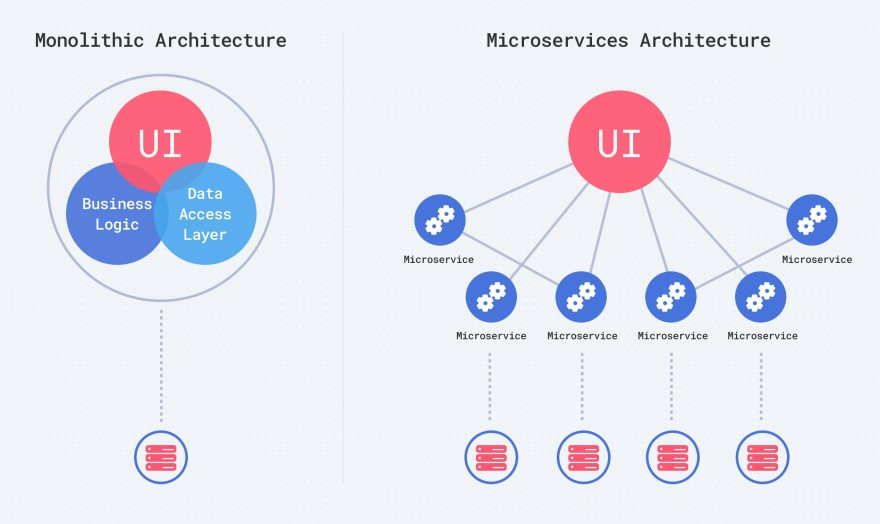 Monolithic Architecture
UI
Business
Logic
Data
Access
Layer
Microservices Architecture
UI
Microservice
Microservice
Microservice
Microservice
Microservice
Microservice